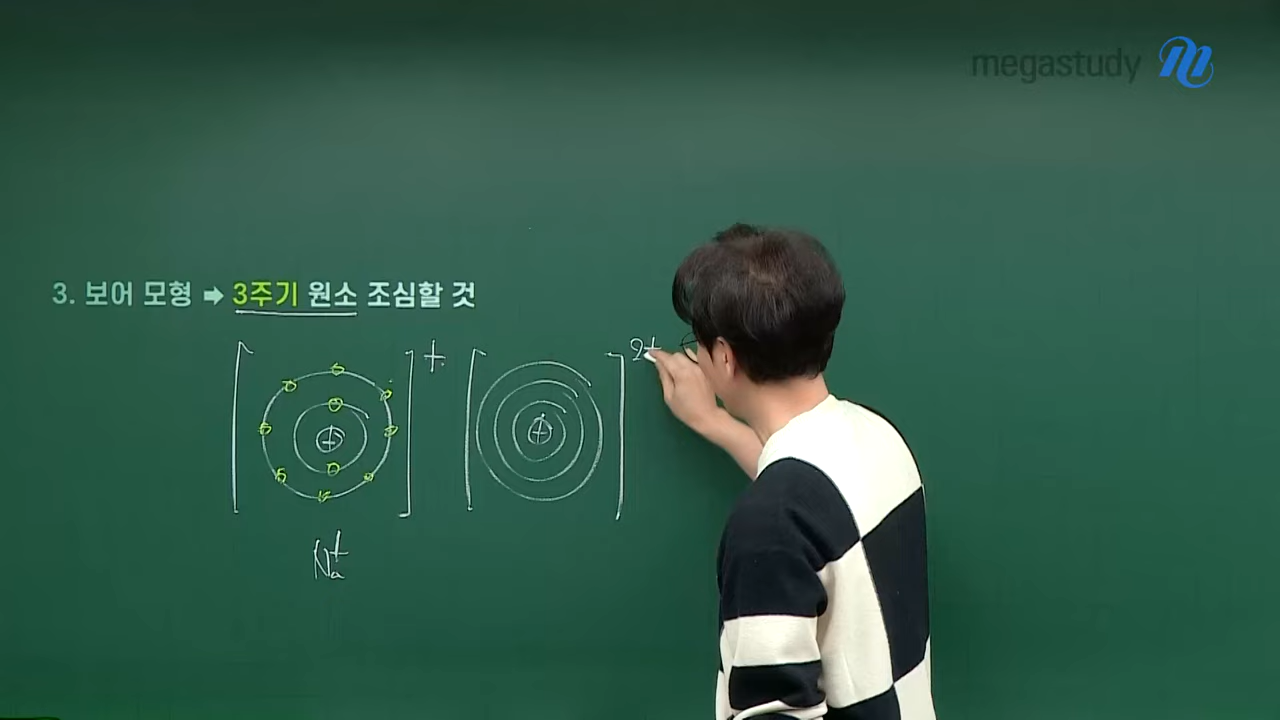 megastudy
3. 보어 모형 ➡ 3주기 원소 조심할 것
+
2+
+
+
Na+